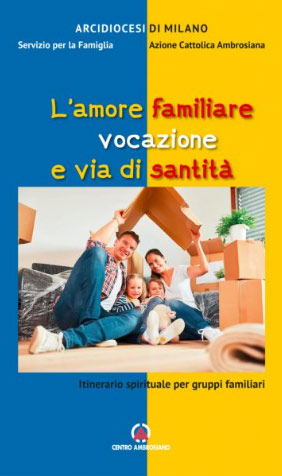 ARCIDIOCESI DI MILANO
Servizio per la Famiglia Azione Cattolica Ambrosiana
L'amore familiare
vocazione
e via di santità
Itinerario spirituale per gruppi familiari
CENTRO AMBROSIANO